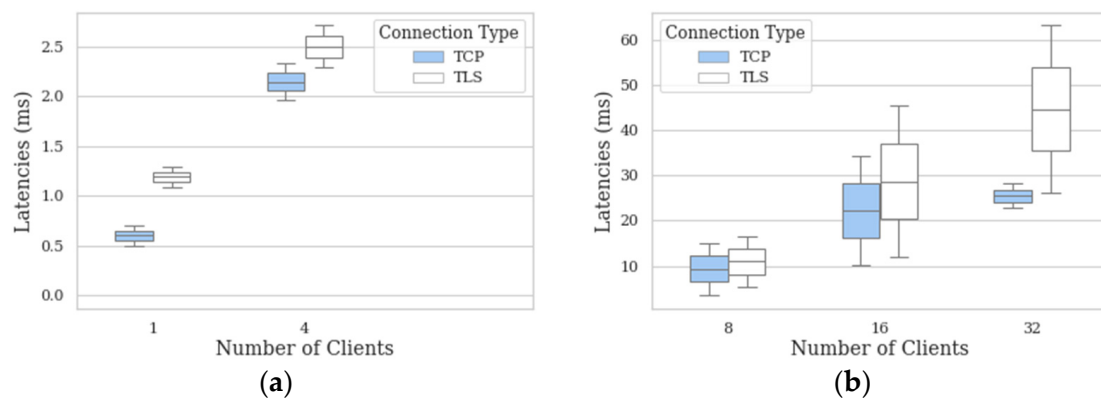 Connection Type
TCP
TLS
2.5
2.0
1.5
1.0
0.5
0.0
Latencies (ms)
1 4
Number of Clients
(a)
Connection Type
TCP
TLS
60
50
40
30
20
10
Latencies (ms)
8 16 32
Number of Clients
(b)